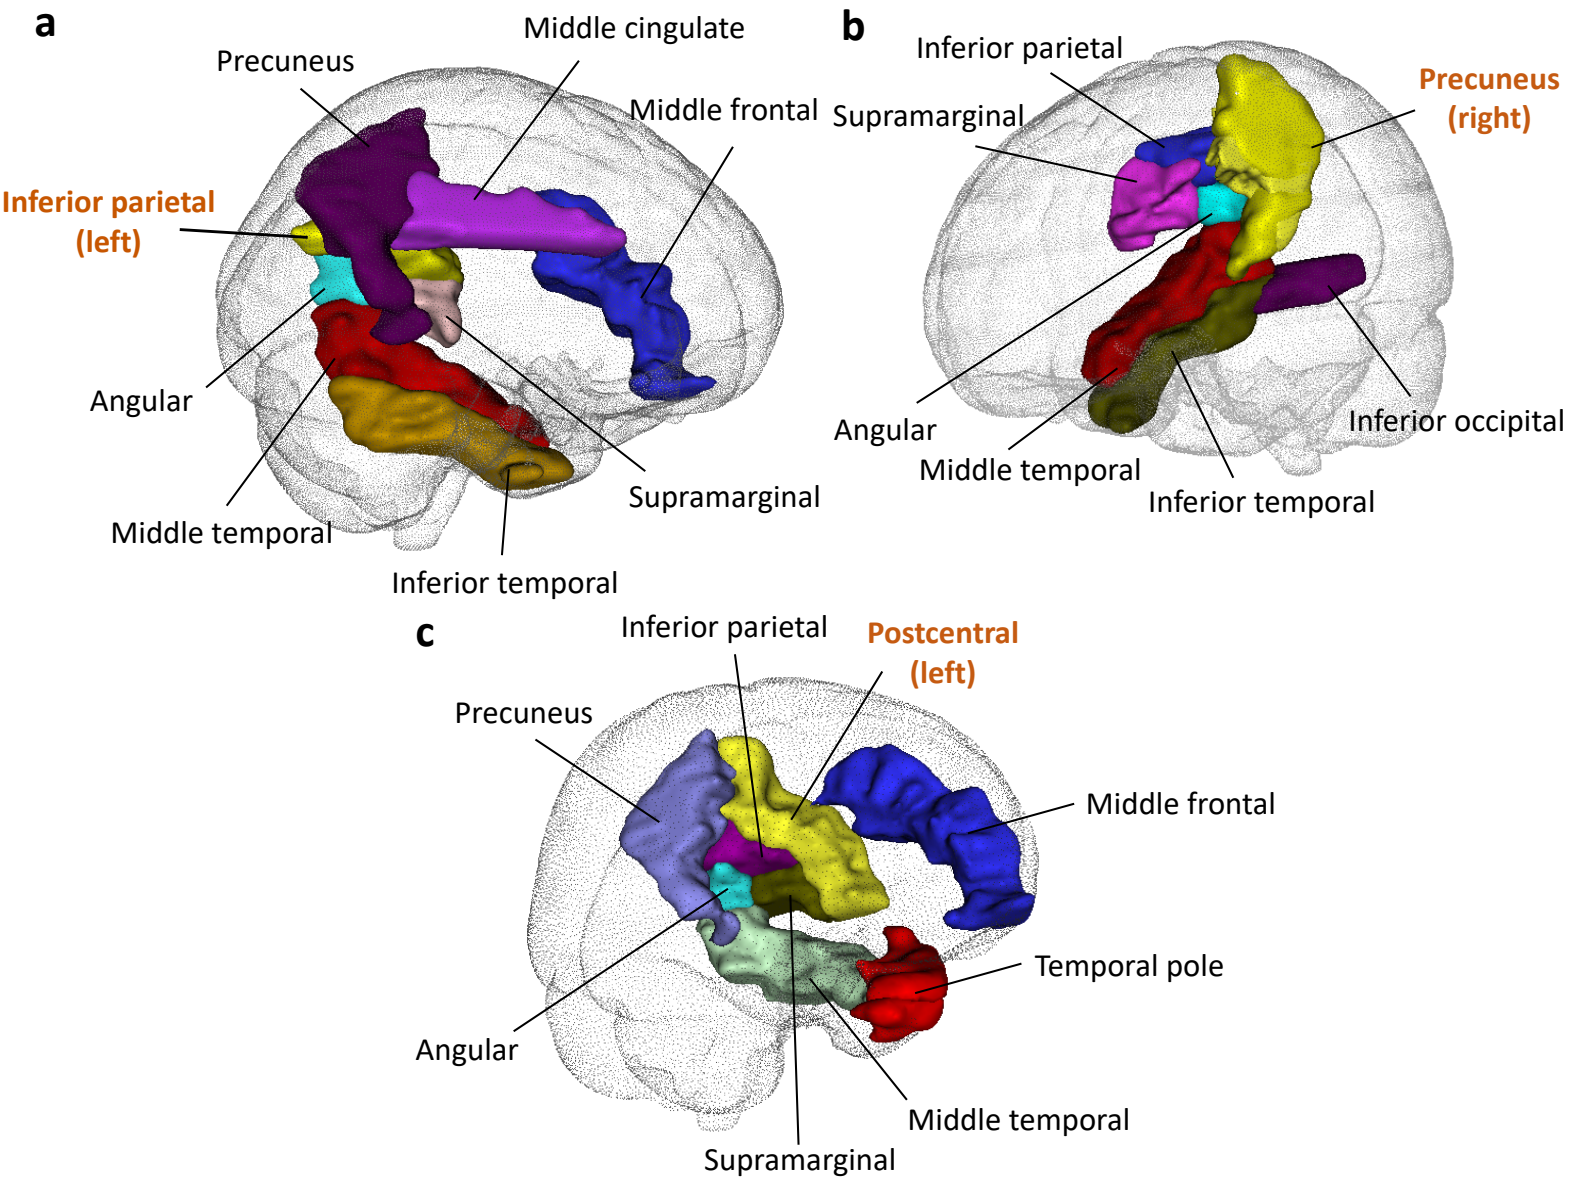 a
Middle cingulate
Precuneus
Middle frontal
Inferior parietal
(left)
Angular
Supramarginal
Middle temporal
Inferior temporal
b
Inferior parietal
Precuneus
(right)
Supramarginal
Angular
Inferior occipital
Middle temporal
Inferior temporal
c
Inferior parietal
Postcentral
(left)
Precuneus
Middle frontal
Temporal pole
Angular
Middle temporal
Supramarginal